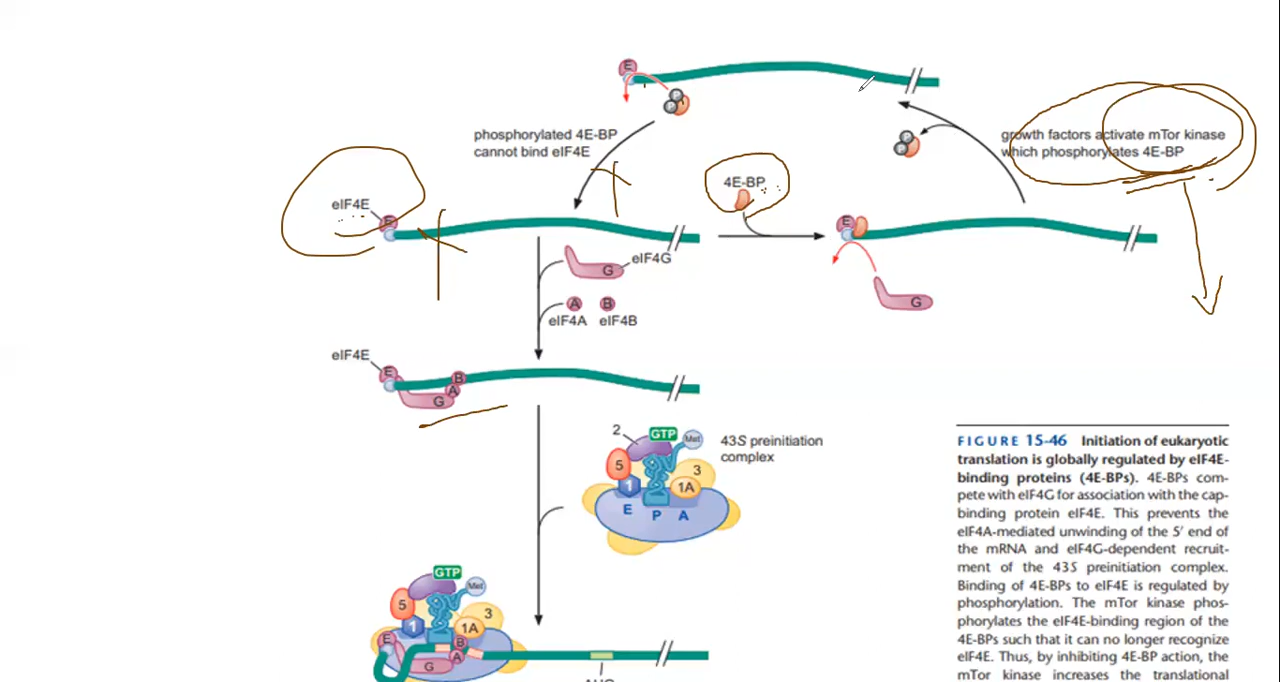 E
P
P
phosphorylated 4E-BP
cannot bind eIF4E
growth factors activate mTor kinase
which phosphorylates 4E-BP
P
P
4E-BP
eIF4E
E
E
eIF4G
G
G
A
B
eIF4A
eIF4B
eIF4E
E
B
A
G
2
GTP
Met
43S preinitiation
complex
5
3
1
1A
E
P
A
GTP
Met
5
3
1
1A
E
B
A
G
FIGURE 15-46 Initiation of eukaryotic
translation is globally regulated by eIF4E-
binding proteins (4E-BPs). 4E-BPs com-
pete with eIF4G for association with the cap-
binding protein eIF4E. This prevents the
eIF4A-mediated unwinding of the 5′ end of
the mRNA and eIF4G-dependent recruit-
ment of the 43S preinitiation complex.
Binding of 4E-BPs to eIF4E is regulated by
phosphorylation. The mTor kinase phos-
phorylates the eIF4E-binding region of the
4E-BPs such that it can no longer recognize
eIF4E. Thus, by inhibiting 4E-BP action, the
mTor kinase increases the translational